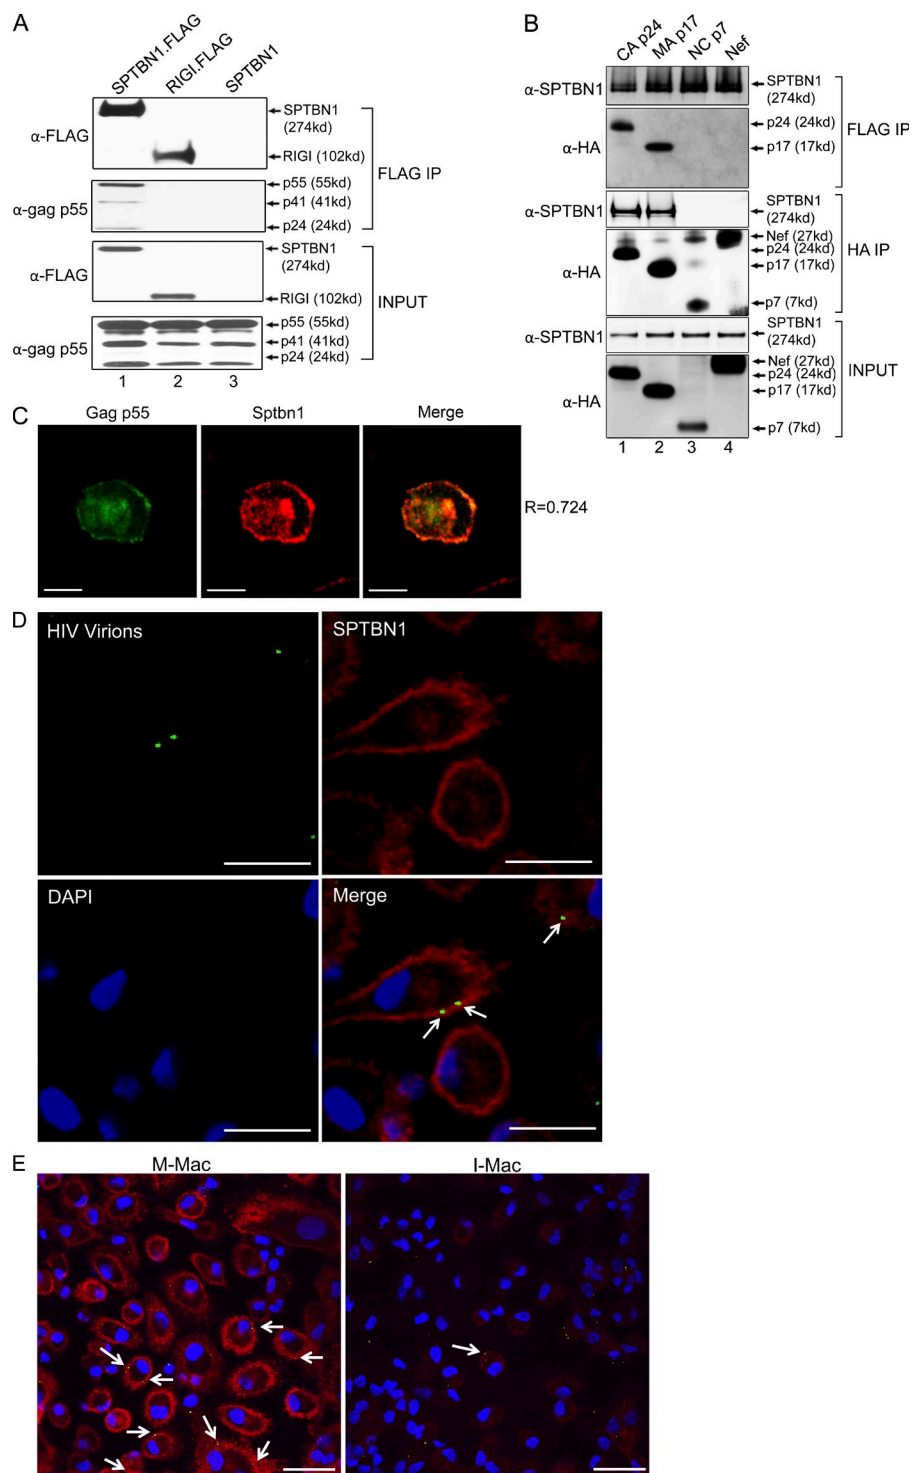 A
SPTBN1.FLAG
RIGI.FLAG
SPTBN1
α-FLAG
SPTBN1
(274kd)
RIGI (102kd)
FLAG IP
α-gag p55
p55 (55kd)
p41 (41kd)
p24 (24kd)
α-FLAG
SPTBN1
(274kd)
RIGI (102kd)
INPUT
α-gag p55
p55 (55kd)
p41 (41kd)
p24 (24kd)
1 2 3
B
CA p24
MA p17
NC p7
Nef
α-SPTBN1
SPTBN1
(274kd)
α-HA
p24 (24kd)
p17 (17kd)
FLAG IP
α-SPTBN1
SPTBN1
(274kd)
α-HA
Nef (27kd)
p24 (24kd)
p17 (17kd)
p7 (7kd)
HA IP
α-SPTBN1
SPTBN1
(274kd)
α-HA
Nef (27kd)
p24 (24kd)
p17 (17kd)
p7 (7kd)
INPUT
1 2 3 4
C
Gag p55 Sptbn1 Merge
R=0.724
D
HIV Virions
SPTBN1
DAPI
Merge
E
M-Mac I-Mac